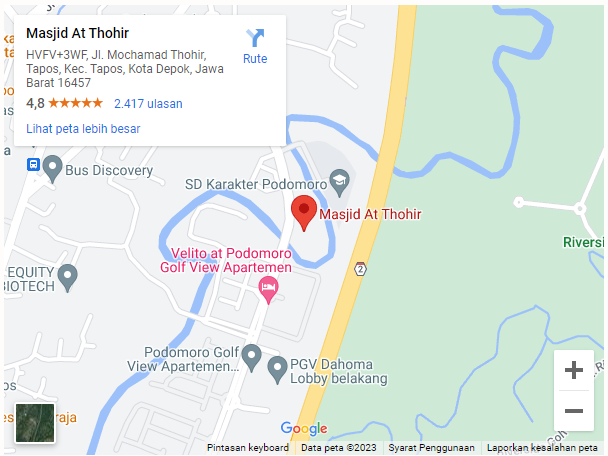 Masjid At Thohir
HVFV+3WF, Jl. Mochamad Thohir,
Tapos, Kec. Tapos, Kota Depok, Jawa
Barat 16457
4,8
2.417 ulasan
Lihat peta lebih besar
Rute
Bus Discovery
SD Karakter Podomoro
Masjid At Thohir
Velito at Podomoro
Golf View Apartemen
2
Riversi
EQUITY
BIOTECH
Podomoro Golf
View Apartemen...
PGV Dahoma
Lobby belakang
apos
raja
+
−
Google
Pintasan keyboard
Data peta ©2023
Syarat Penggunaan
Laporkan kesalahan peta